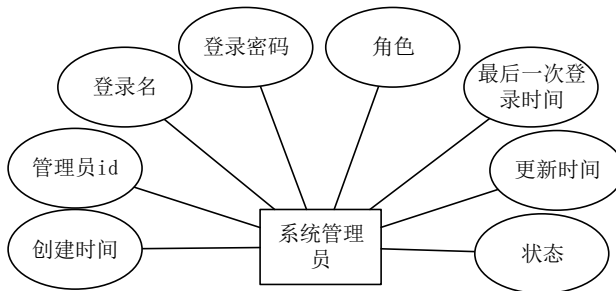 登录密码
角色
登录名
最后一次登
录时间
管理员id
更新时间
系统管理
员
创建时间
状态